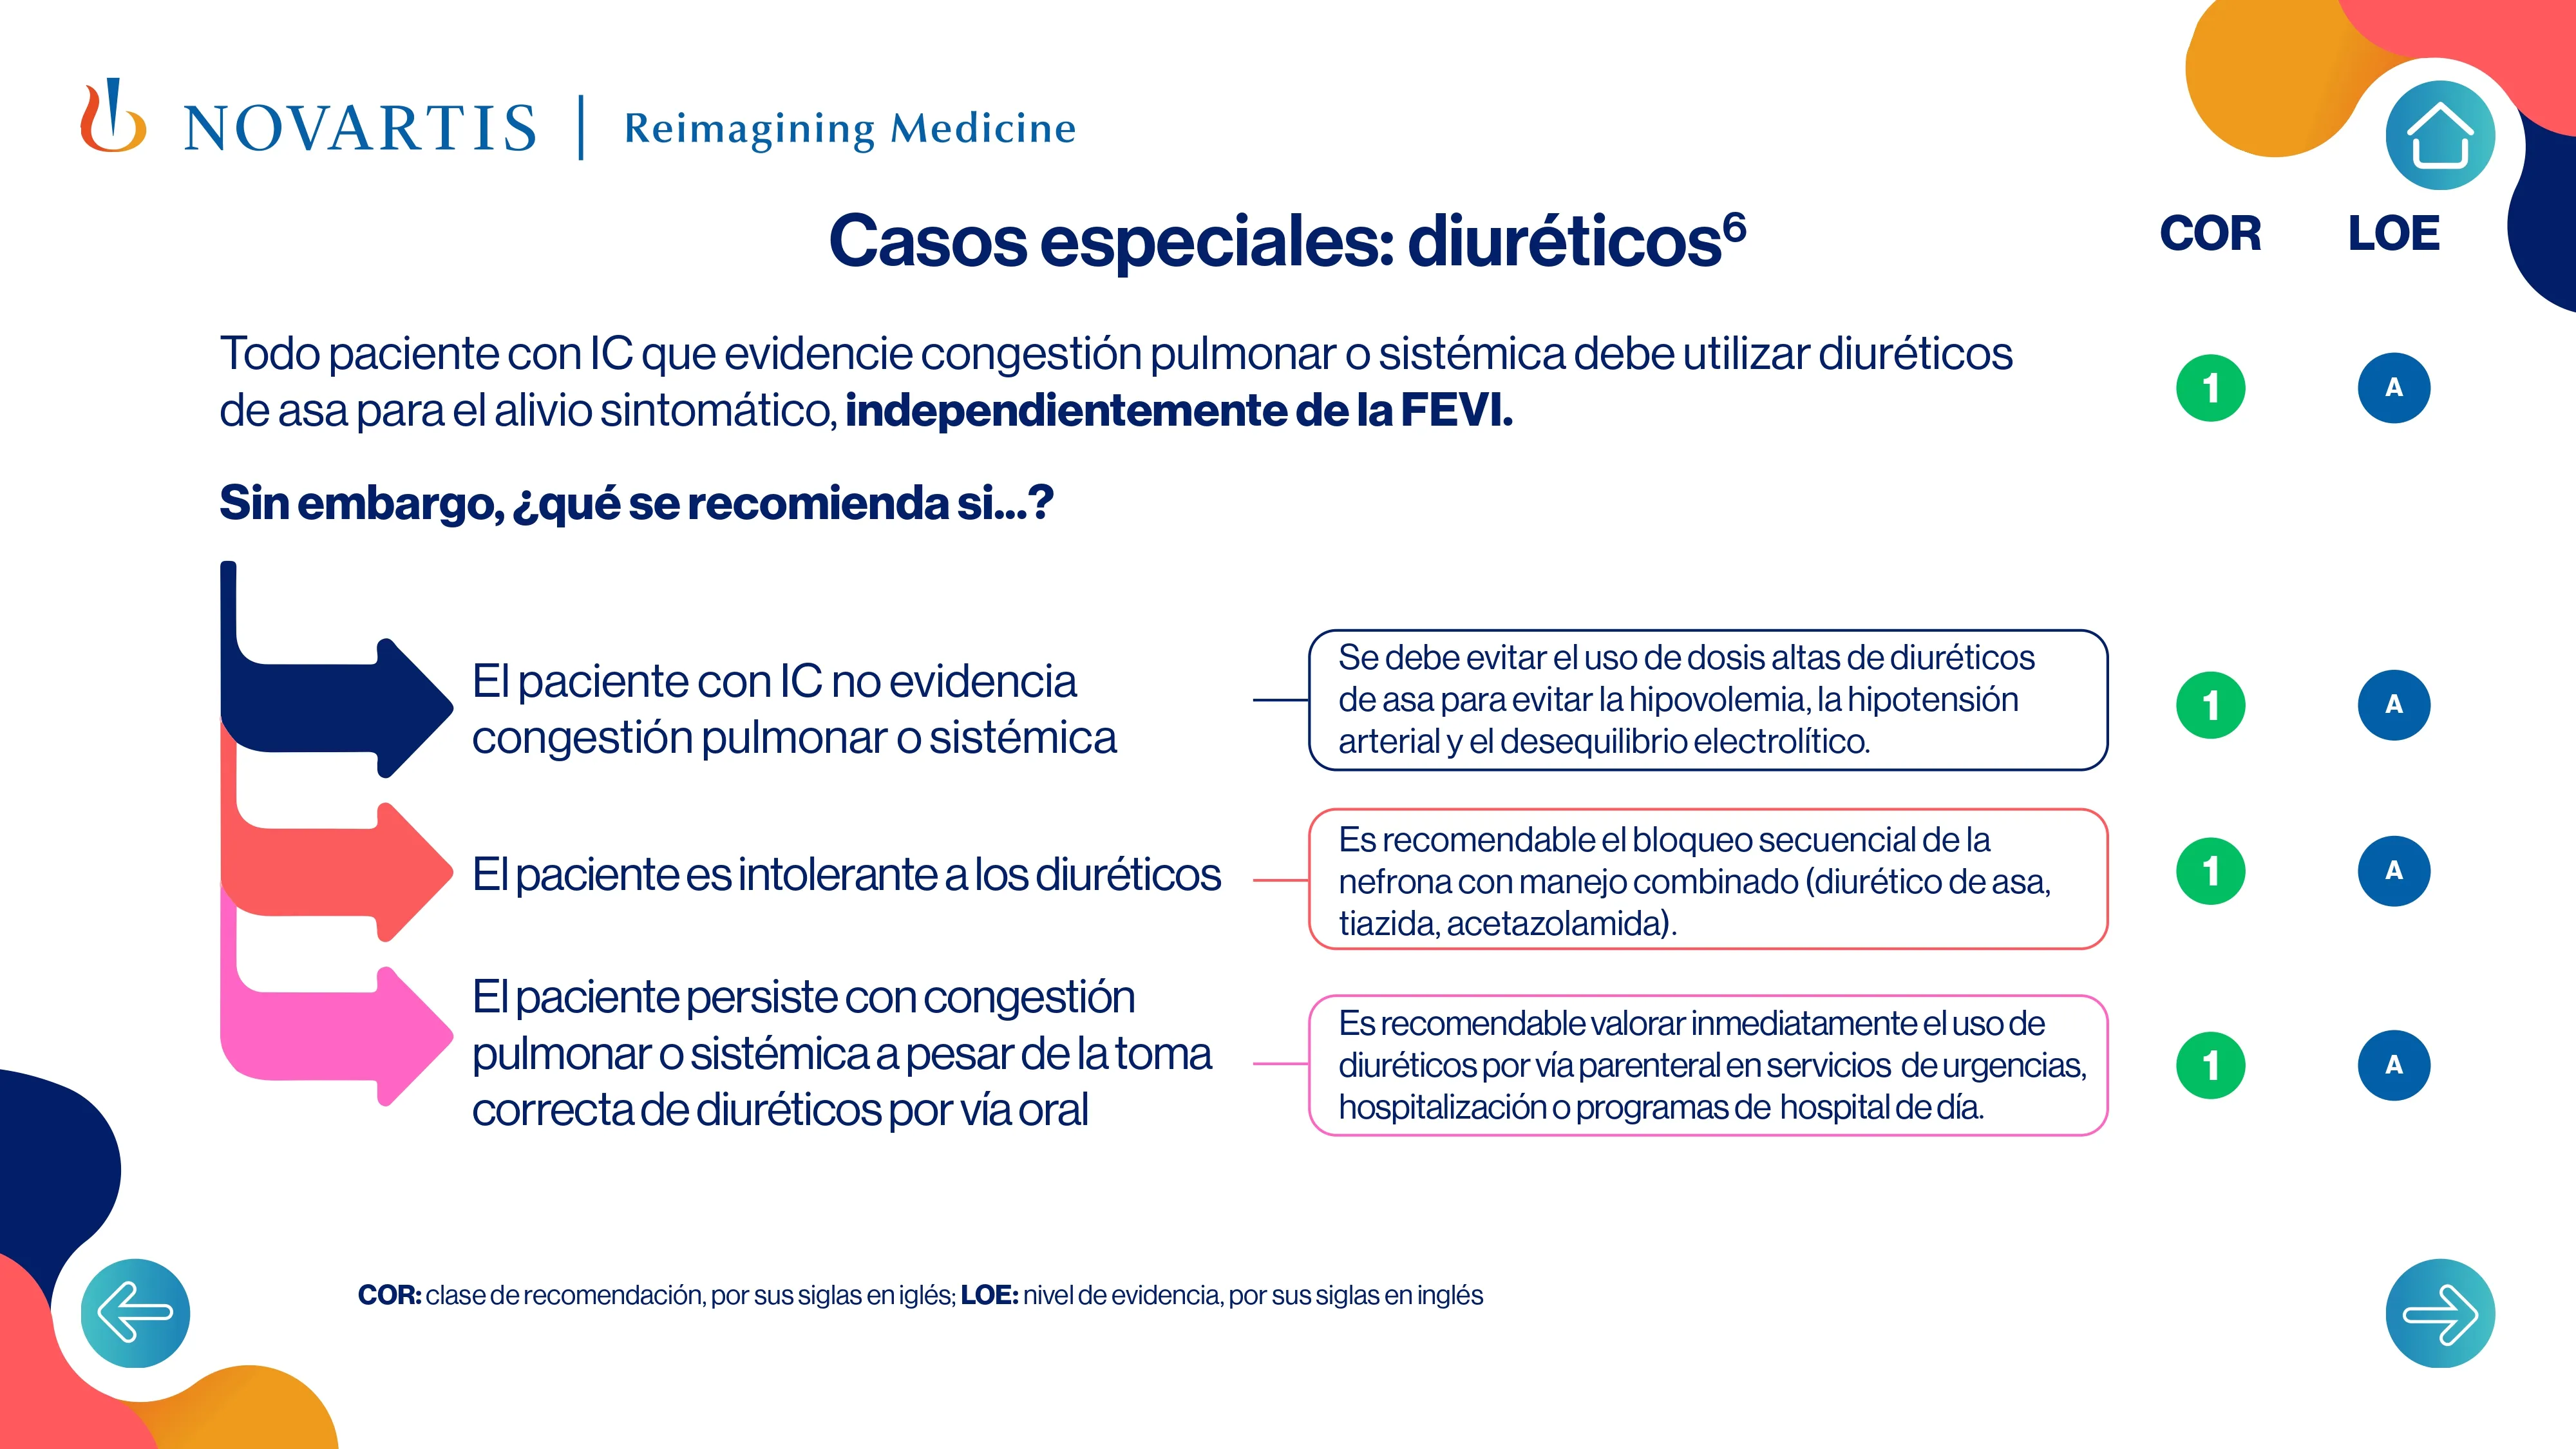 NOVARTIS | Reimagining Medicine
Casos especiales: diuréticos⁶
COR LOE
Todo paciente con IC que evidencie congestión pulmonar o sistémica debe utilizar diuréticos
de asa para el alivio sintomático, independientemente de la FEVI.
1 A
Sin embargo, ¿qué se recomienda si...?
El paciente con IC no evidencia
congestión pulmonar o sistémica
Se debe evitar el uso de dosis altas de diuréticos
de asa para evitar la hipovolemia, la hipotensión
arterial y el desequilibrio electrolítico.
1 A
El paciente es intolerante a los diuréticos
Es recomendable el bloqueo secuencial de la
nefrona con manejo combinado (diurético de asa,
tiazida, acetazolamida).
1 A
El paciente persiste con congestión
pulmonar o sistémica a pesar de la toma
correcta de diuréticos por vía oral
Es recomendable valorar inmediatamente el uso de
diuréticos por vía parenteral en servicios de urgencias,
hospitalización o programas de hospital de día.
1 A
COR: clase de recomendación, por sus siglas en iglés; LOE: nivel de evidencia, por sus siglas en inglés